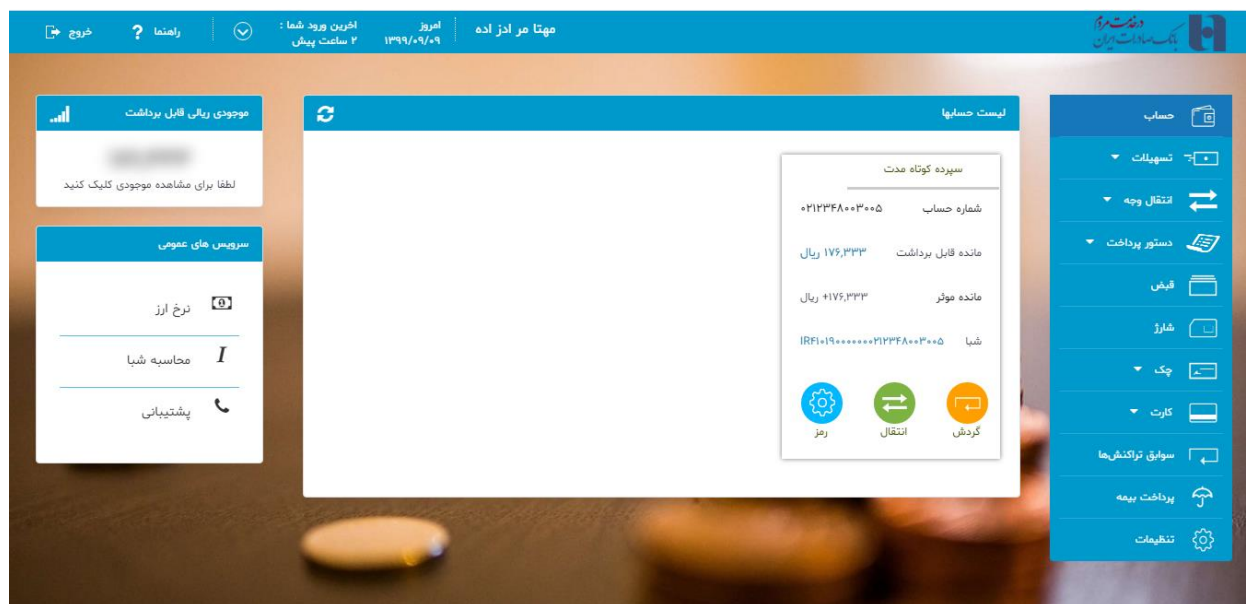 در خدمت مردم
بانک صادرات ایران
مهتا مر ادز اده
امروز
۱۳۹۹/۰۹/۰۹
اخرین ورود شما :
۲ ساعت پیش
راهنما ?
خروج
حساب
تسهیلات
انتقال وجه
دستور پرداخت
قبض
شارژ
چک
کارت
سوابق تراکنش‌ها
پرداخت بیمه
تنظیمات
لیست حسابها
سپرده کوتاه مدت
شماره حساب ۰۲۱۲۳۴۸۰۰۳۰۰۵
مانده قابل برداشت ۱۷۶,۳۳۳ ریال
مانده موثر ۱۷۶,۳۳۳+ ریال
شبا IR۴۱۰۱۹۰۰۰۰۰۰۰۰۲۱۲۳۴۸۰۰۳۰۰۵
گردش
انتقال
رمز
موجودی ریالی قابل برداشت
لطفا برای مشاهده موجودی کلیک کنید
سرویس های عمومی
نرخ ارز
محاسبه شبا
پشتیبانی